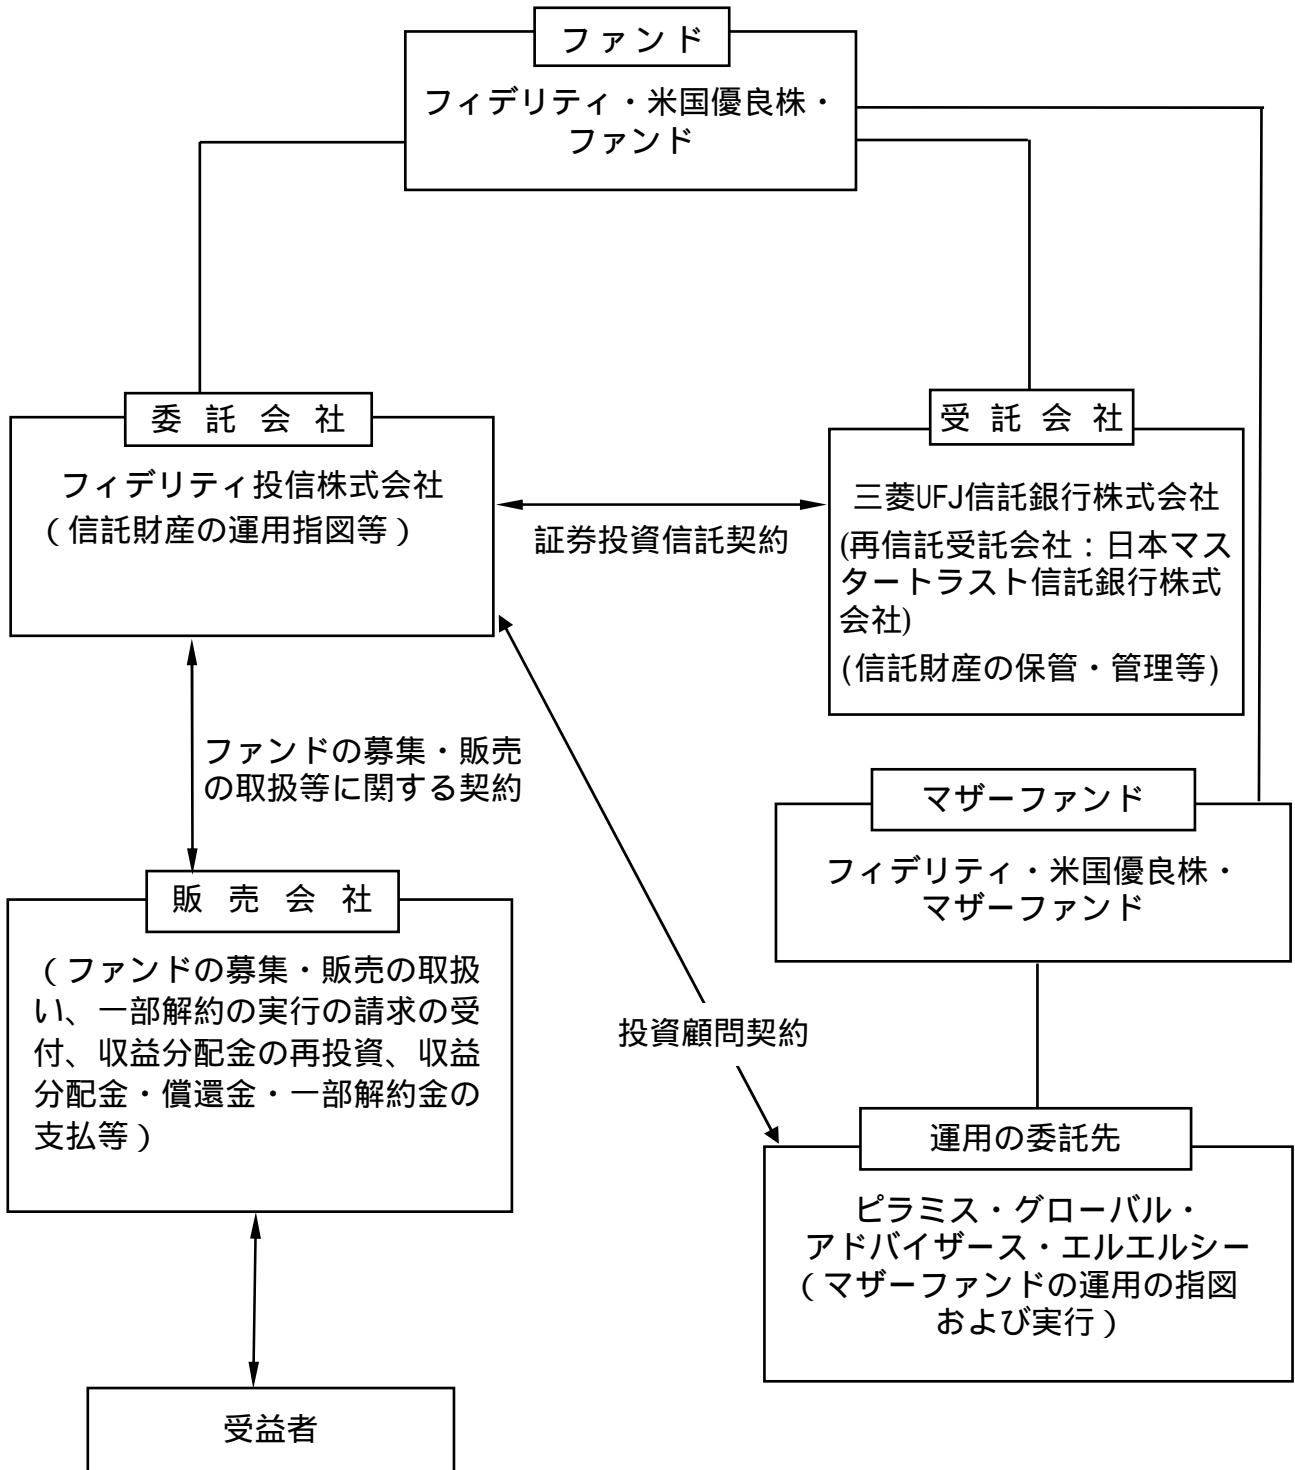 ファンド
フィデリティ・米国優良株・
ファンド
委託会社
フィデリティ投信株式会社
（信託財産の運用指図等）
証券投資信託契約
受託会社
三菱UFJ信託銀行株式会社
(再信託受託会社：日本マス
タートラスト信託銀行株式
会社)
(信託財産の保管・管理等)
ファンドの募集・販売
の取扱等に関する契約
マザーファンド
フィデリティ・米国優良株・
マザーファンド
販売会社
（ファンドの募集・販売の取扱
い、一部解約の実行の請求の受
付、収益分配金の再投資、収益
分配金・償還金・一部解約金の
支払等）
投資顧問契約
運用の委託先
ピラミス・グローバル・
アドバイザース・エルエルシー
（マザーファンドの運用の指図
および実行）
受益者